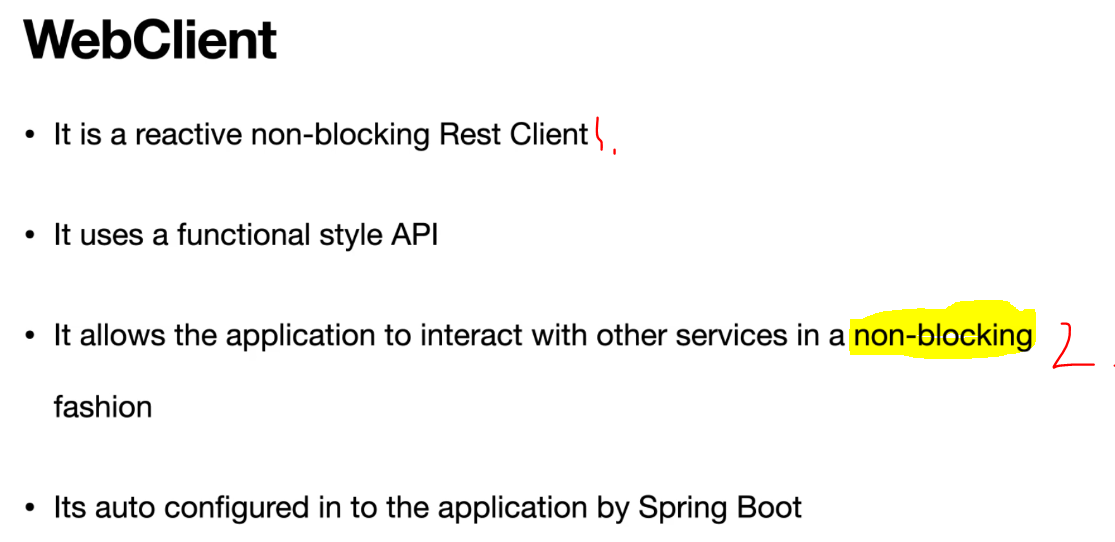 WebClient
• It is a reactive non-blocking Rest Client 1.
• It uses a functional style API
• It allows the application to interact with other services in a non-blocking 2.
fashion
• Its auto configured in to the application by Spring Boot